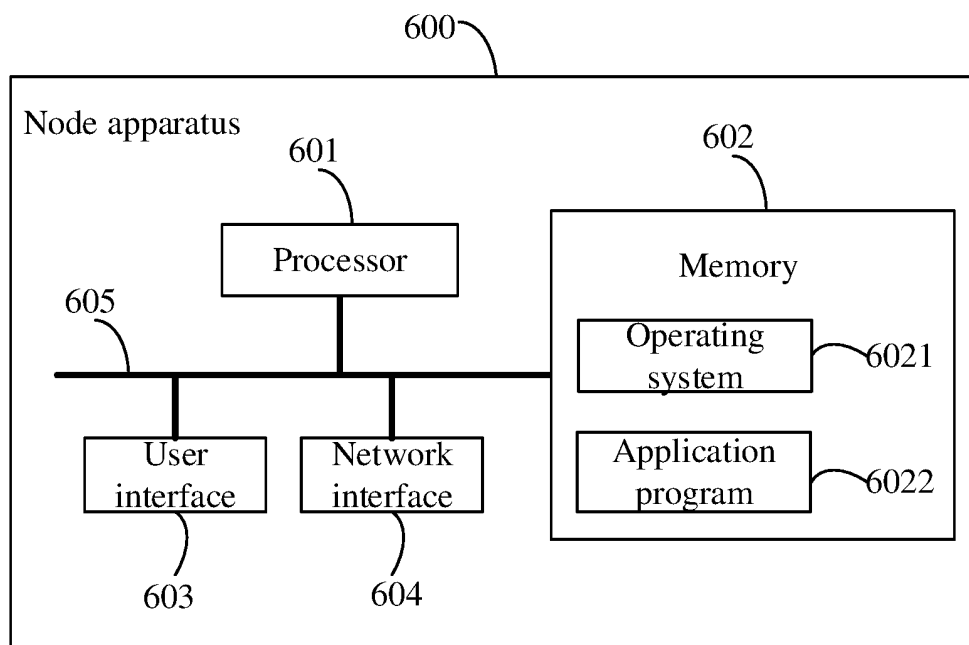 600
Node apparatus
601
602
Processor
Memory
605
Operating
system
6021
User
interface
Network
interface
Application
program
6022
603
604